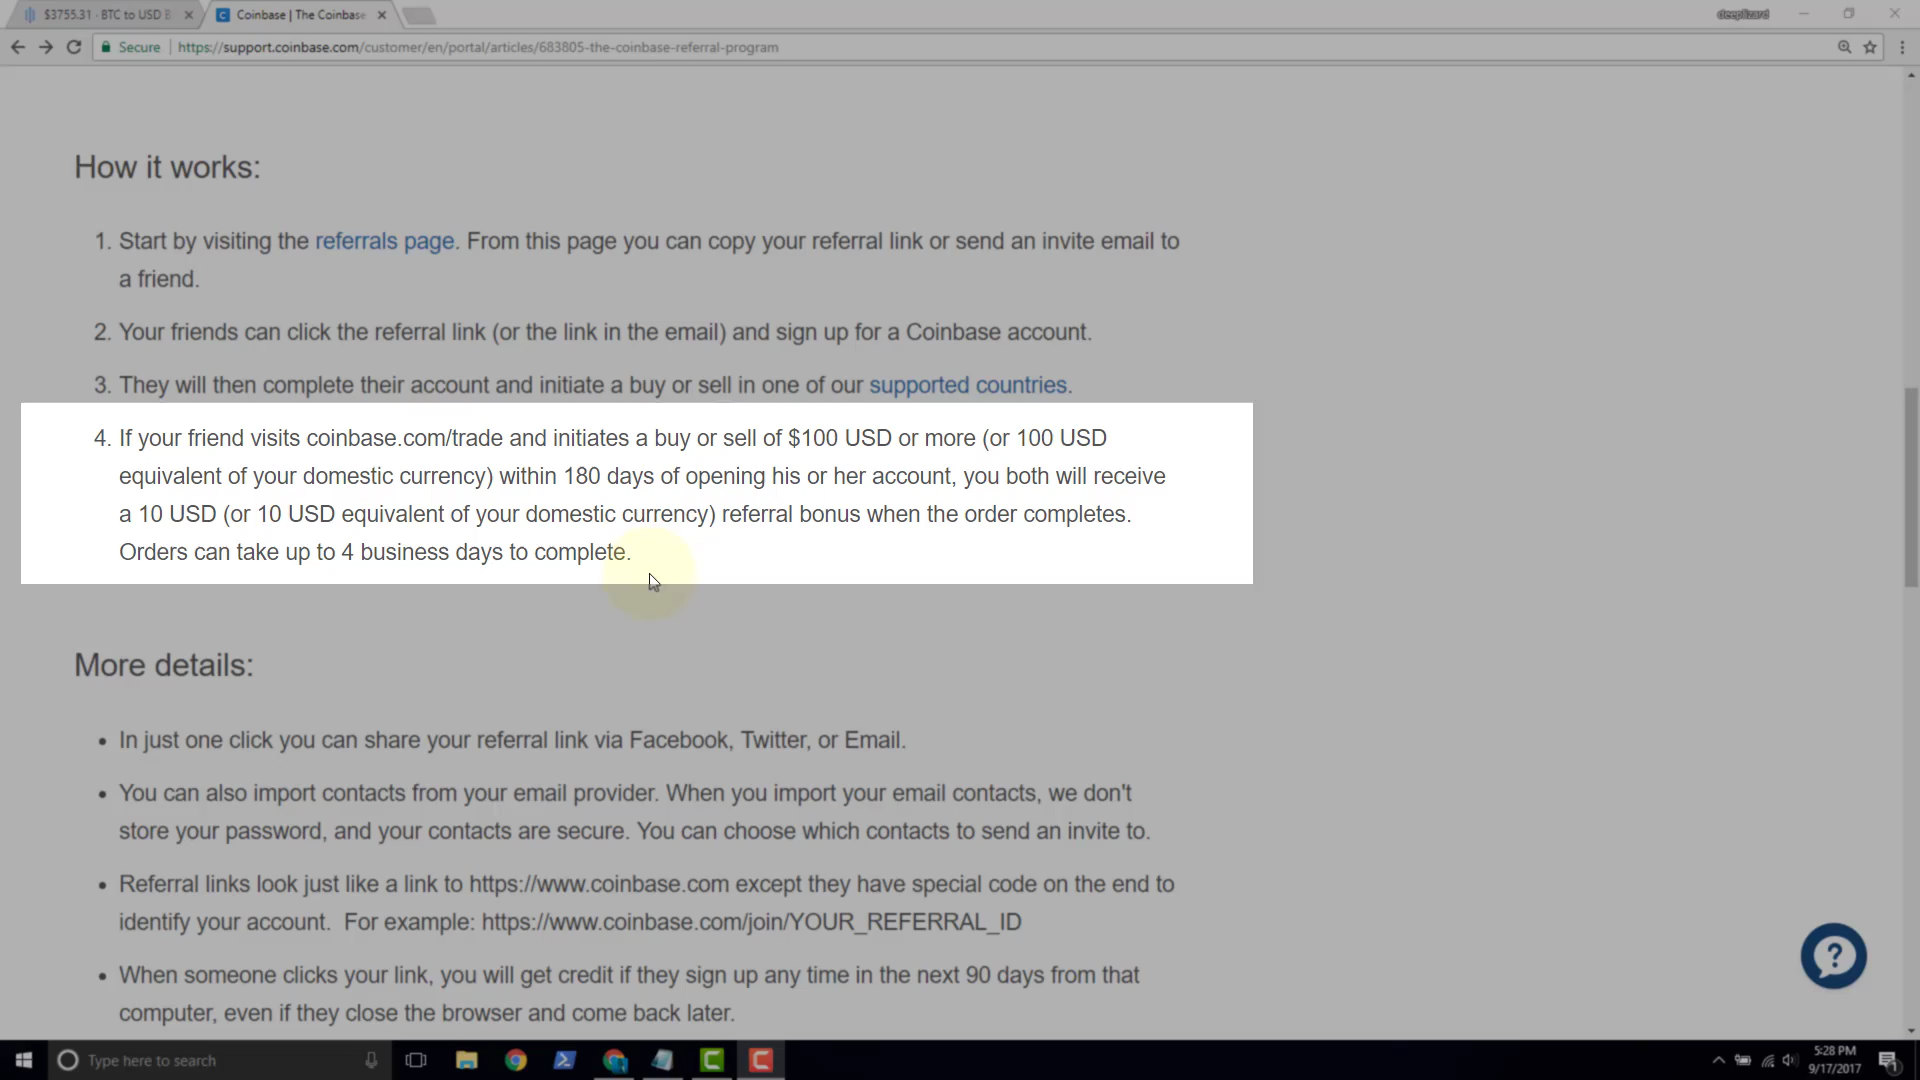 $3755.31 - BTC to USD B
Coinbase | The Coinbase
deeplizard
Secure
https://support.coinbase.com/customer/en/portal/articles/683805-the-coinbase-referral-program
How it works:
1. Start by visiting the referrals page. From this page you can copy your referral link or send an invite email to
a friend.
2. Your friends can click the referral link (or the link in the email) and sign up for a Coinbase account.
3. They will then complete their account and initiate a buy or sell in one of our supported countries.
4. If your friend visits coinbase.com/trade and initiates a buy or sell of $100 USD or more (or 100 USD
equivalent of your domestic currency) within 180 days of opening his or her account, you both will receive
a 10 USD (or 10 USD equivalent of your domestic currency) referral bonus when the order completes.
Orders can take up to 4 business days to complete.
More details:
• In just one click you can share your referral link via Facebook, Twitter, or Email.
• You can also import contacts from your email provider. When you import your email contacts, we don't
store your password, and your contacts are secure. You can choose which contacts to send an invite to.
• Referral links look just like a link to https://www.coinbase.com except they have special code on the end to
identify your account.  For example: https://www.coinbase.com/join/YOUR_REFERRAL_ID
• When someone clicks your link, you will get credit if they sign up any time in the next 90 days from that
computer, even if they close the browser and come back later.
Type here to search
5:28 PM
9/17/2017